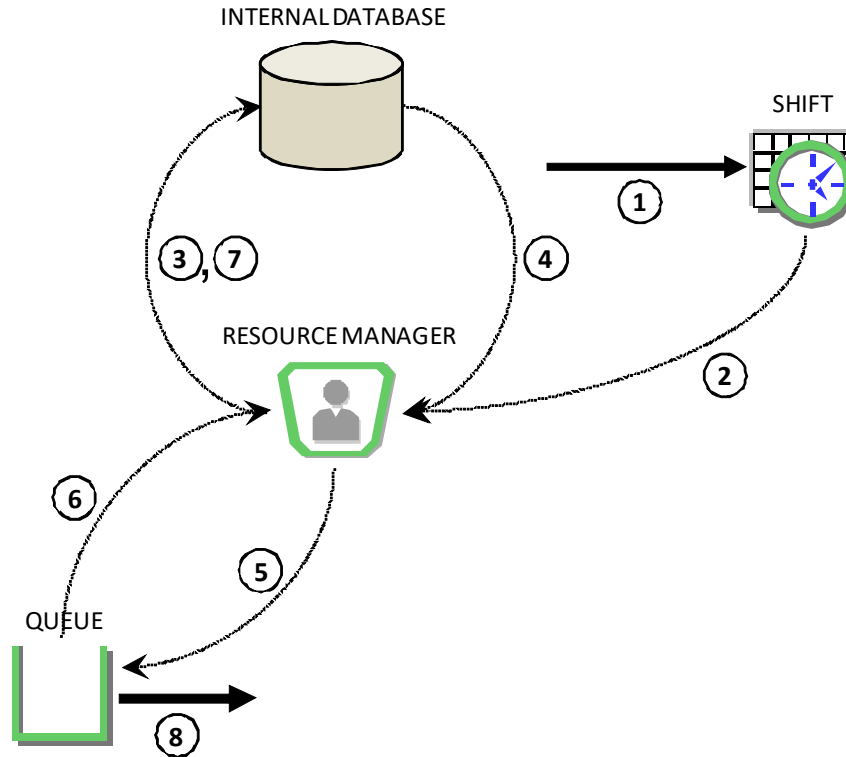 INTERNAL DATABASE
SHIFT
1
3, 7
4
RESOURCE MANAGER
2
6
5
QUEUE
8